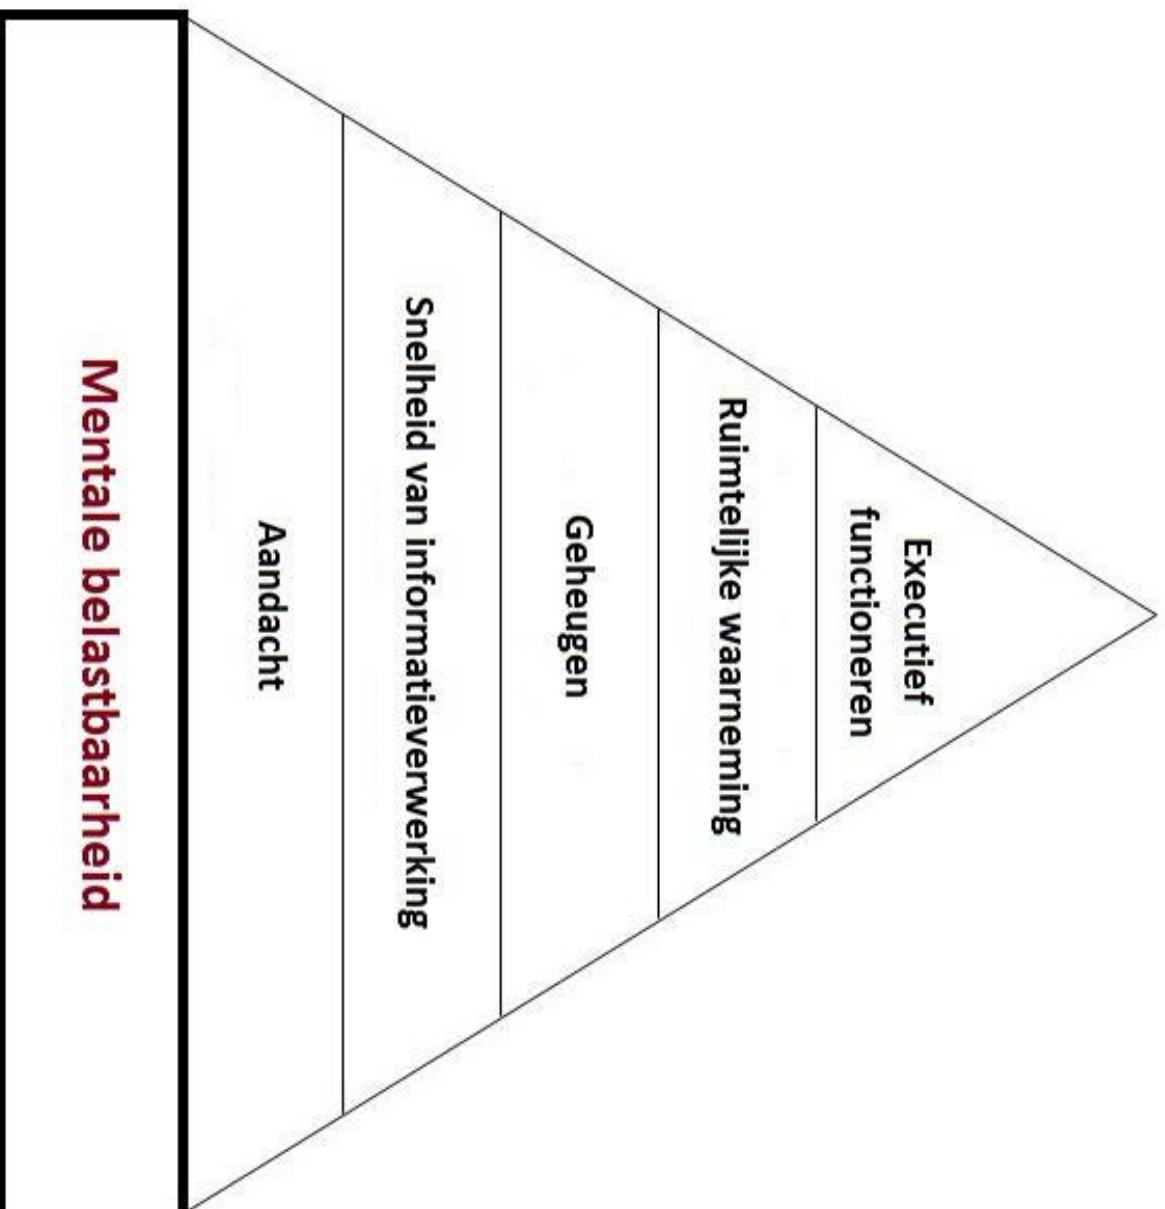 Executief
functioneren
Ruimtelijke waarneming
Geheugen
Snelheid van informatieverwerking
Aandacht
Mentale belastbaarheid